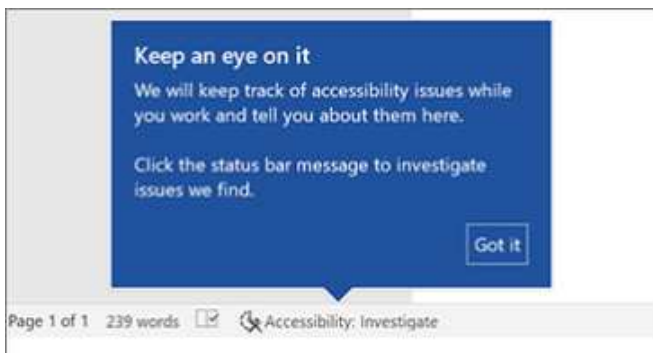 Keep an eye on it
We will keep track of accessibility issues while
you work and tell you about them here.
Click the status bar message to investigate
issues we find.
Got it
Page 1 of 1 239 words Accessibility: Investigate